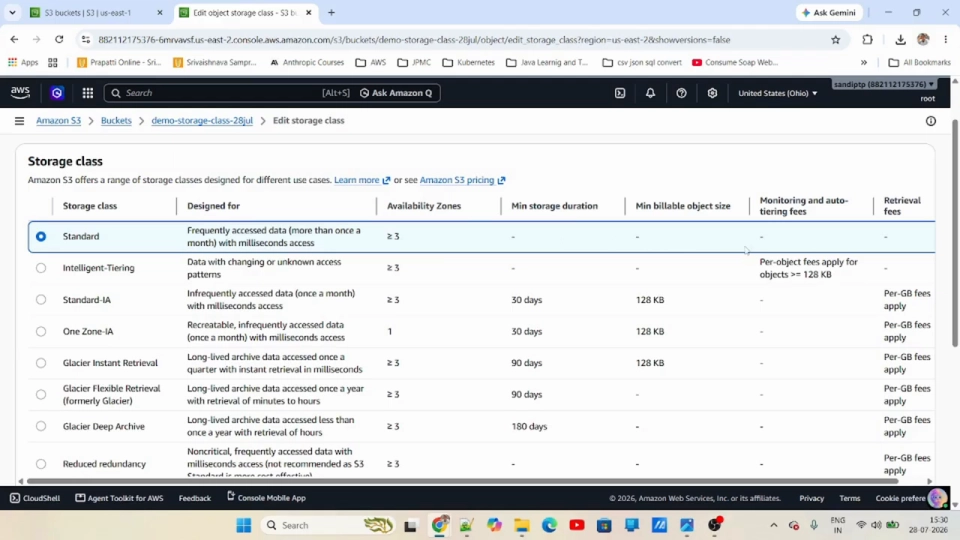 S3 buckets | S3 | us-east-1
Edit object storage class - S3 b
Ask Gemini
882112175376-6mrvavsf.us-east-2.console.aws.amazon.com/s3/buckets/demo-storage-class-28jul/object/edit_storage_class?region=us-east-2&showversions=false
Apps
Prapatti Online - Sri...
Srivaishnava Sampr...
Anthropic Courses
AWS
JPMC
Kubernetes
Java Learnig and T...
csv json sql convert
Consume Soap Web...
All Bookmarks
aws
Search
[Alt+S]
Ask Amazon Q
United States (Ohio)
sandiptp (882112175376)
root
Amazon S3
Buckets
demo-storage-class-28jul
Edit storage class
Storage class
Amazon S3 offers a range of storage classes designed for different use cases. Learn more or see Amazon S3 pricing
Storage class
Designed for
Availability Zones
Min storage duration
Min billable object size
Monitoring and auto-
tiering fees
Retrieval
fees
Standard
Frequently accessed data (more than once a
month) with milliseconds access
≥ 3
-
-
-
-
Intelligent-Tiering
Data with changing or unknown access
patterns
≥ 3
-
-
Per-object fees apply for
objects >= 128 KB
-
Standard-IA
Infrequently accessed data (once a month)
with milliseconds access
≥ 3
30 days
128 KB
-
Per-GB fees
apply
One Zone-IA
Recreatable, infrequently accessed data
(once a month) with milliseconds access
1
30 days
128 KB
-
Per-GB fees
apply
Glacier Instant Retrieval
Long-lived archive data accessed once a
quarter with instant retrieval in milliseconds
≥ 3
90 days
128 KB
-
Per-GB fees
apply
Glacier Flexible Retrieval
(formerly Glacier)
Long-lived archive data accessed once a year
with retrieval of minutes to hours
≥ 3
90 days
-
-
Per-GB fees
apply
Glacier Deep Archive
Long-lived archive data accessed less than
once a year with retrieval of hours
≥ 3
180 days
-
-
Per-GB fees
apply
Reduced redundancy
Noncritical, frequently accessed data with
milliseconds access (not recommended as S3
Standard is more cost effective)
≥ 3
-
-
-
Per-GB fees
apply
CloudShell
Agent Toolkit for AWS
Feedback
Console Mobile App
© 2026, Amazon Web Services, Inc. or its affiliates.
Privacy
Terms
Cookie prefere
Search
ENG
IN
15:30
28-07-2026